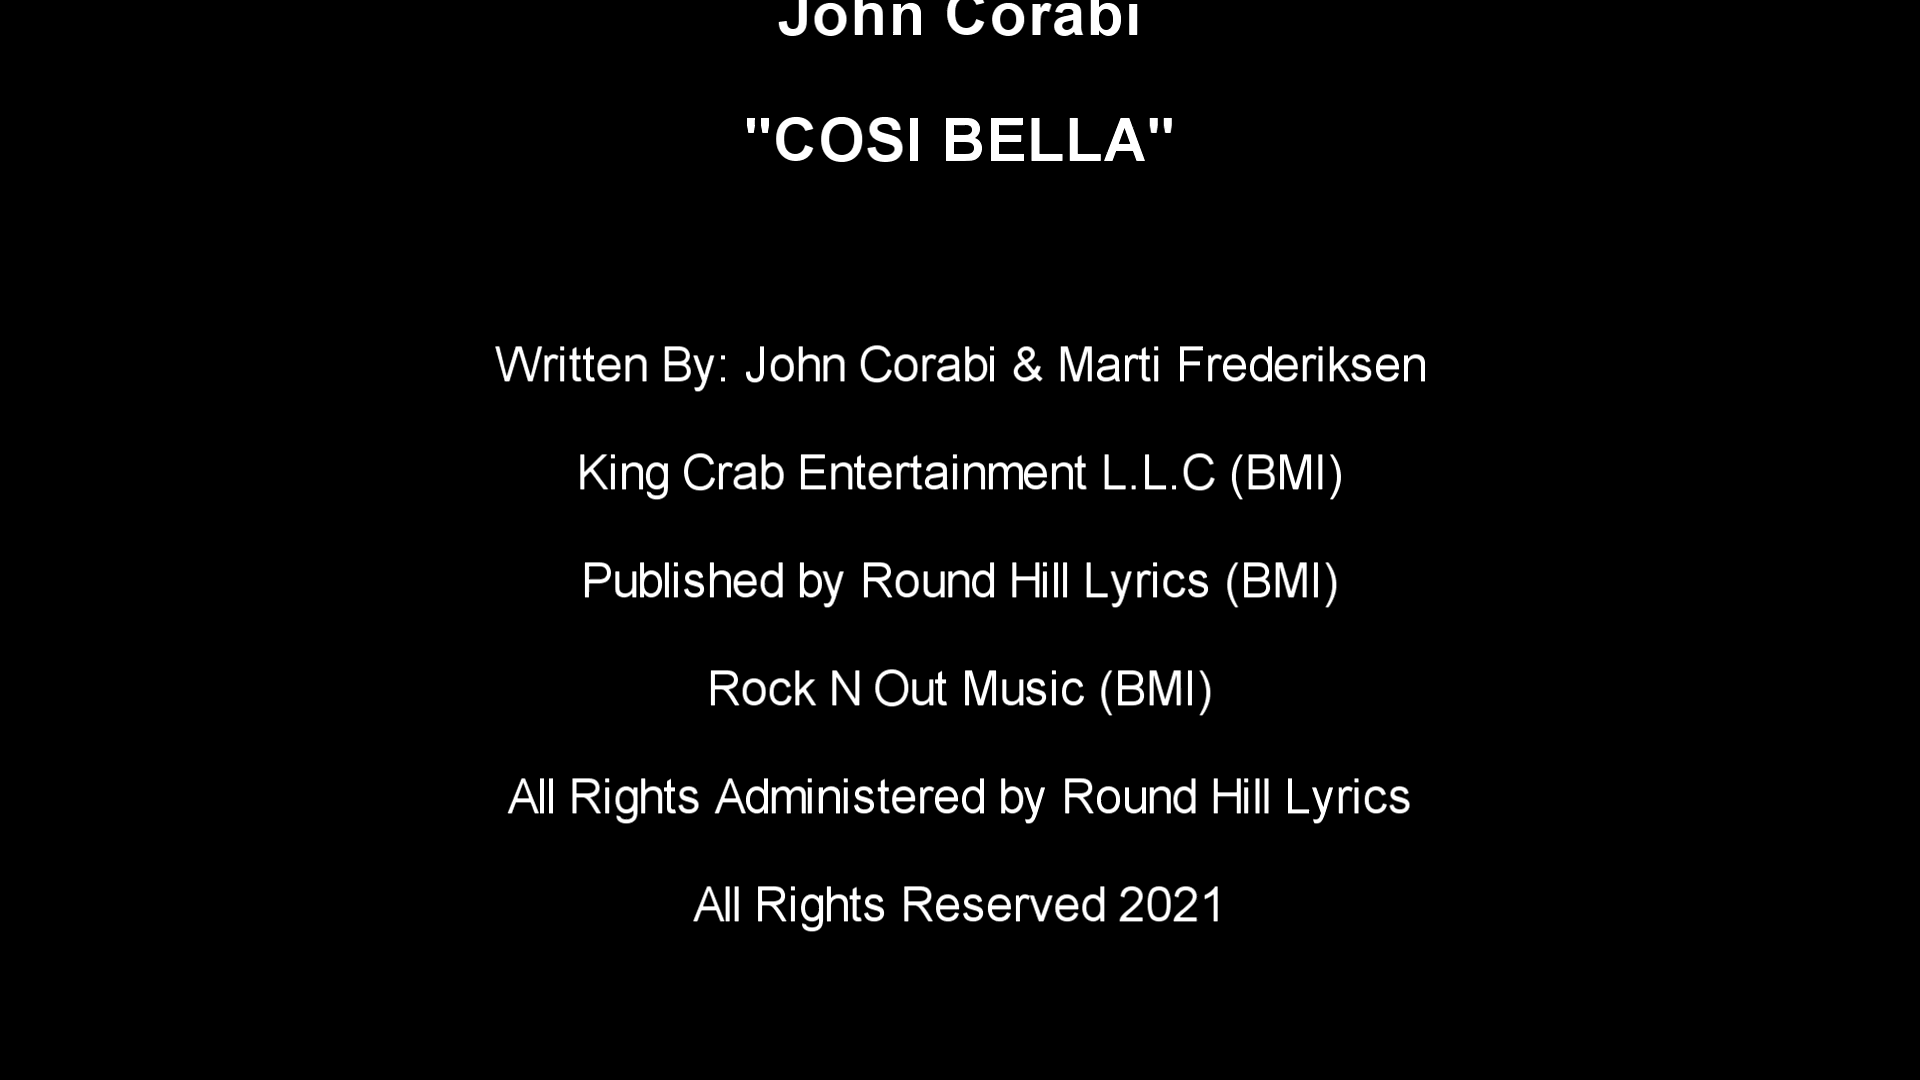 John Corabi
"COSI BELLA"
Written By: John Corabi & Marti Frederiksen
King Crab Entertainment L.L.C (BMI)
Published by Round Hill Lyrics (BMI)
Rock N Out Music (BMI)
All Rights Administered by Round Hill Lyrics
All Rights Reserved 2021